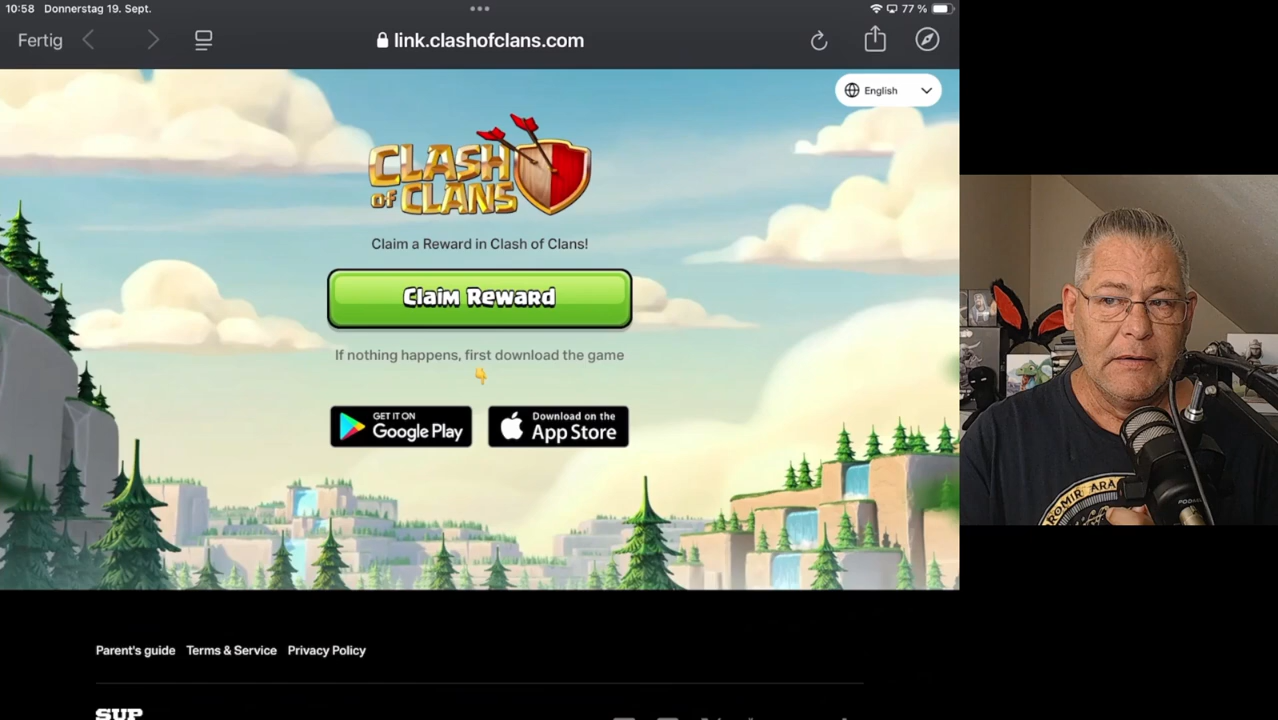 10:58 Donnerstag 19. Sept.
77 %
Fertig
link.clashofclans.com
English
CLASH
OF CLANS
Claim a Reward in Clash of Clans!
Claim Reward
If nothing happens, first download the game
GET IT ON
Google Play
Download on the
App Store
Parent's guide Terms & Service Privacy Policy
SUP